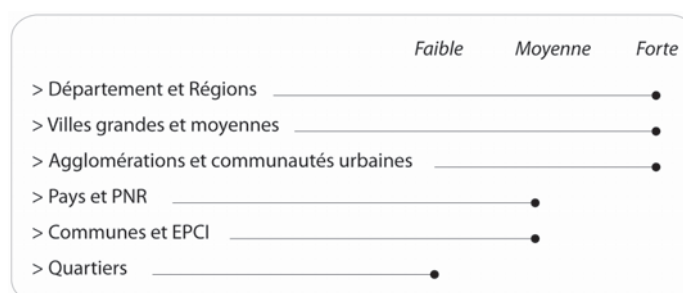 Faible Moyenne Forte
> Département et Régions
> Villes grandes et moyennes
> Agglomérations et communautés urbaines
> Pays et PNR
> Communes et EPCI
> Quartiers